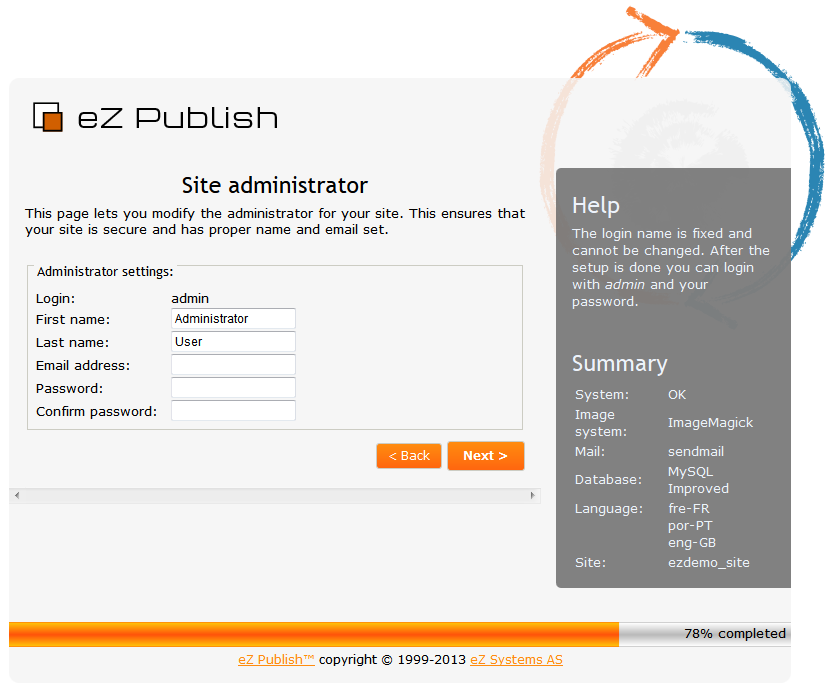 eZ Publish
Site administrator
This page lets you modify the administrator for your site. This ensures that
your site is secure and has proper name and email set.
Administrator settings:
Login: admin
First name: Administrator
Last name: User
Email address:
Password:
Confirm password:
< Back Next >
Help
The login name is fixed and
cannot be changed. After the
setup is done you can login
with admin and your
password.
Summary
System: OK
Image
system: ImageMagick
Mail: sendmail
Database: MySQL
Improved
Language: fre-FR
por-PT
eng-GB
Site: ezdemo_site
78% completed
eZ Publish™ copyright © 1999-2013 eZ Systems AS